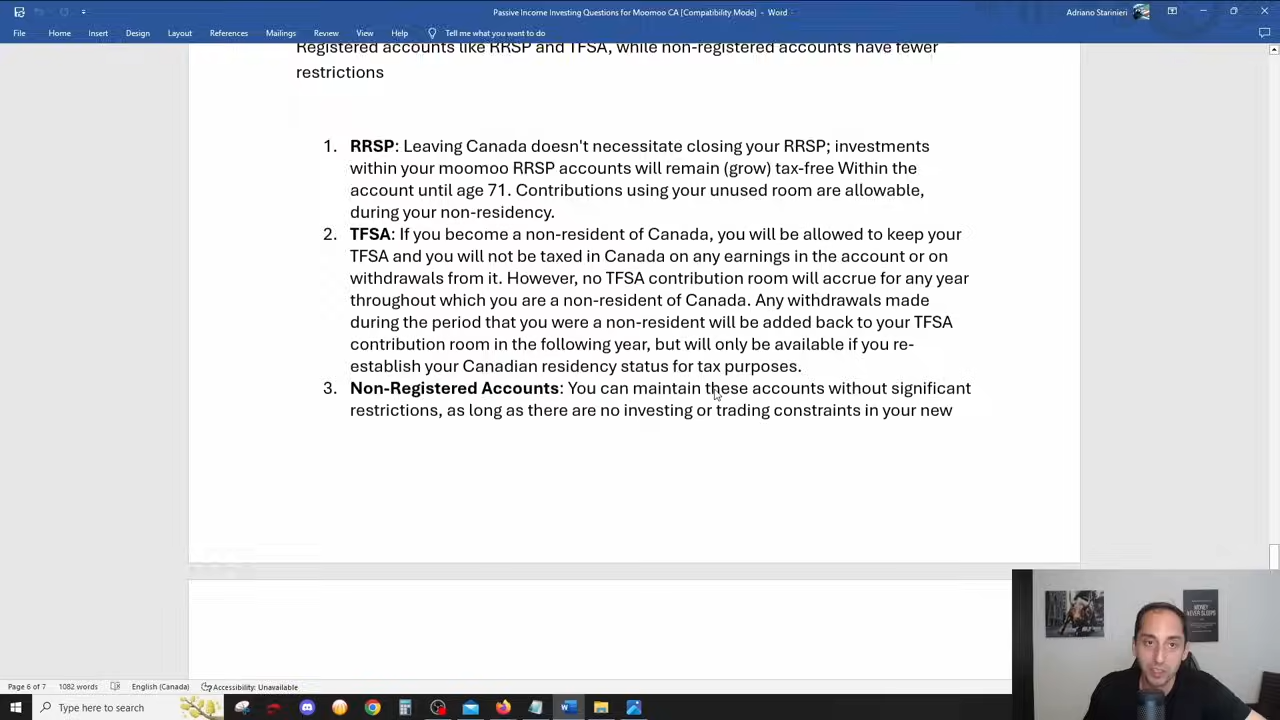 Passive Income Investing Questions for Moomoo CA [Compatibility Mode] - Word
Adriano Starinieri
File Home Insert Design Layout References Mailings Review View Help Tell me what you want to do
Registered accounts like RRSP and TFSA, while non-registered accounts have fewer
restrictions
1. RRSP: Leaving Canada doesn't necessitate closing your RRSP; investments
within your moomoo RRSP accounts will remain (grow) tax-free Within the
account until age 71. Contributions using your unused room are allowable,
during your non-residency.
2. TFSA: If you become a non-resident of Canada, you will be allowed to keep your
TFSA and you will not be taxed in Canada on any earnings in the account or on
withdrawals from it. However, no TFSA contribution room will accrue for any year
throughout which you are a non-resident of Canada. Any withdrawals made
during the period that you were a non-resident will be added back to your TFSA
contribution room in the following year, but will only be available if you re-
establish your Canadian residency status for tax purposes.
3. Non-Registered Accounts: You can maintain these accounts without significant
restrictions, as long as there are no investing or trading constraints in your new
MONEY
NEVER SLEEPS
Page 6 of 7 1082 words English (Canada) Accessibility: Unavailable
Type here to search